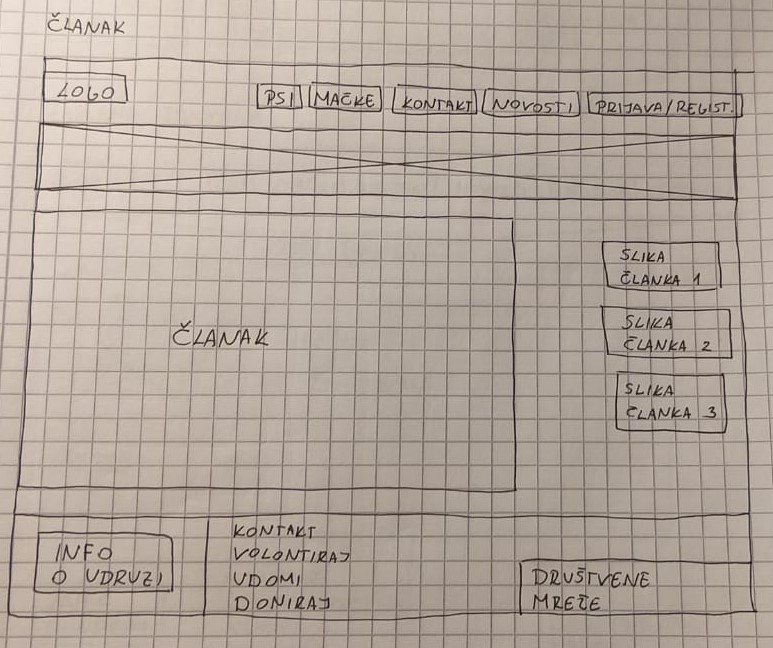 ČLANAK
LOGO
PSI
MAČKE
KONTAKT
NOVOSTI
PRIJAVA/REGIST.
ČLANAK
SLIKA
ČLANKA 1
SLIKA
ČLANKA 2
SLIKA
ČLANKA 3
INFO
O UDRUZI
KONTAKT
VOLONTIRAJ
UDOMI
DONIRAJ
DRUŠTVENE
MREŽE